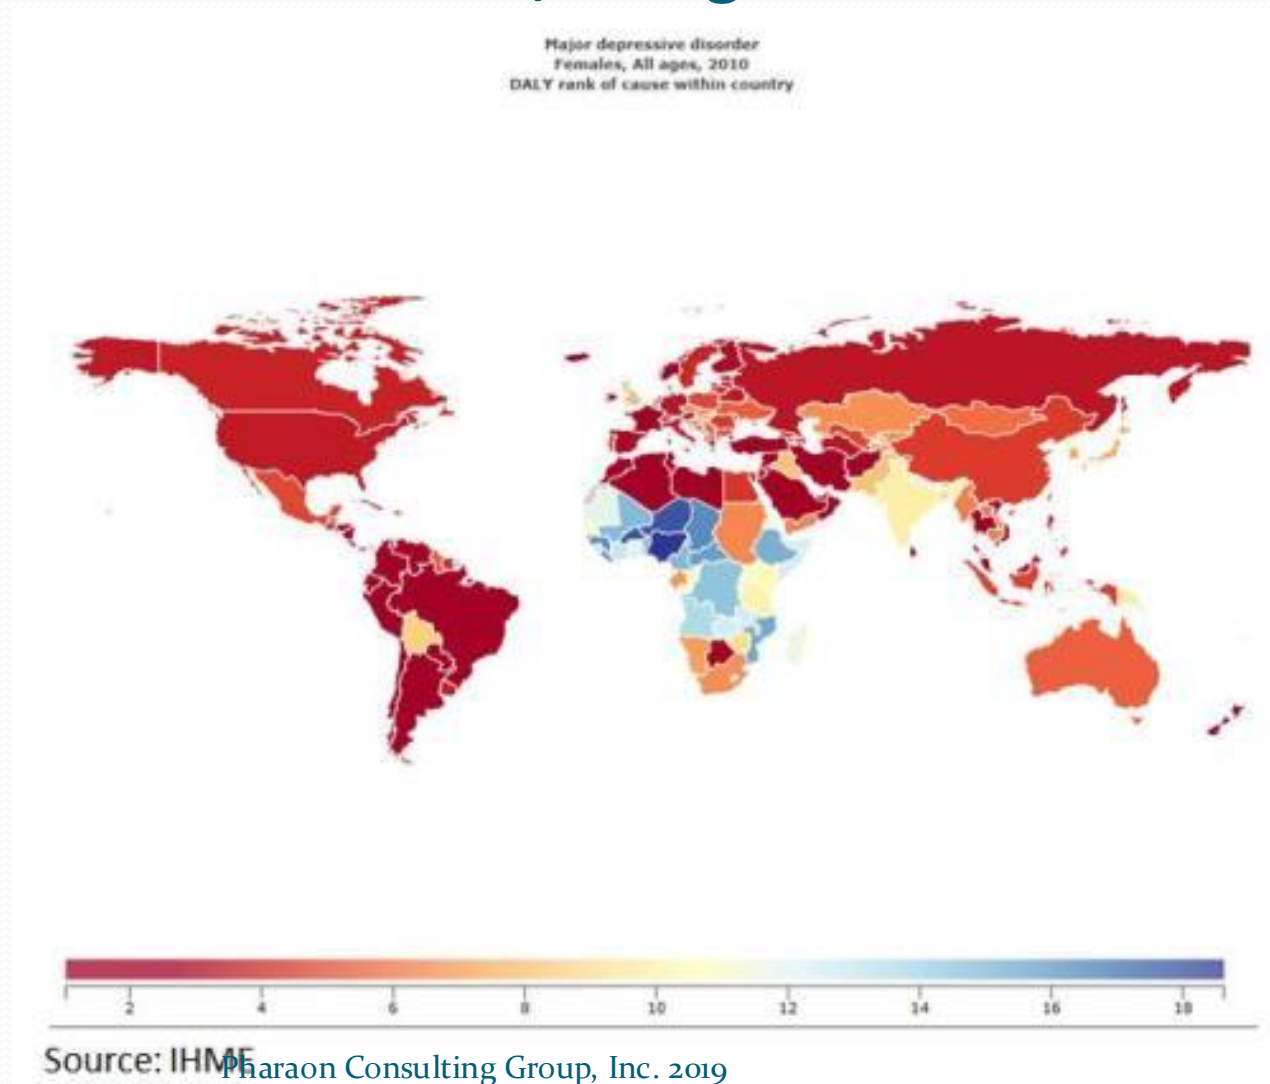 Major depressive disorder
Females, All ages, 2010
DALY rank of cause within country
2 4 6 8 10 12 14 16 18
Source: IHME
Pharaon Consulting Group, Inc. 2019